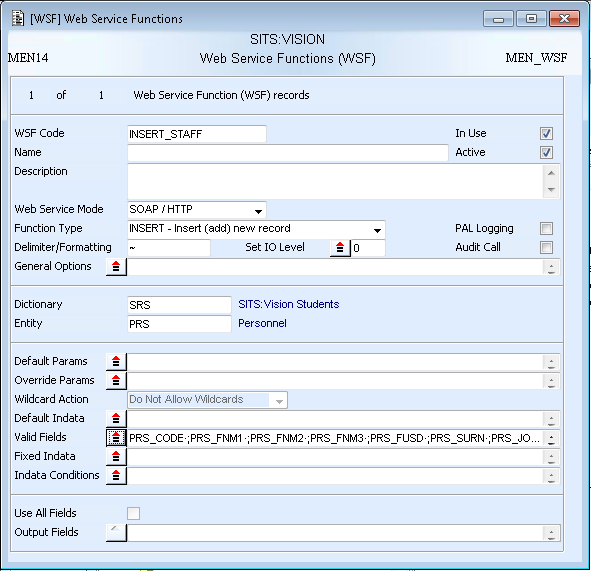 [WSF] Web Service Functions
SITS:VISION
MEN14 Web Service Functions (WSF) MEN_WSF
1 of 1 Web Service Function (WSF) records
WSF Code INSERT_STAFF In Use
Name Active
Description
Web Service Mode SOAP / HTTP
Function Type INSERT - Insert (add) new record PAL Logging
Delimiter/Formatting ~ Set IO Level 0 Audit Call
General Options
Dictionary SRS SITS:Vision Students
Entity PRS Personnel
Default Params
Override Params
Wildcard Action Do Not Allow Wildcards
Default Indata
Valid Fields PRS_CODE·;PRS_FNM1·;PRS_FNM2·;PRS_FNM3·;PRS_FUSD·;PRS_SURN·;PRS_JO...
Fixed Indata
Indata Conditions
Use All Fields
Output Fields